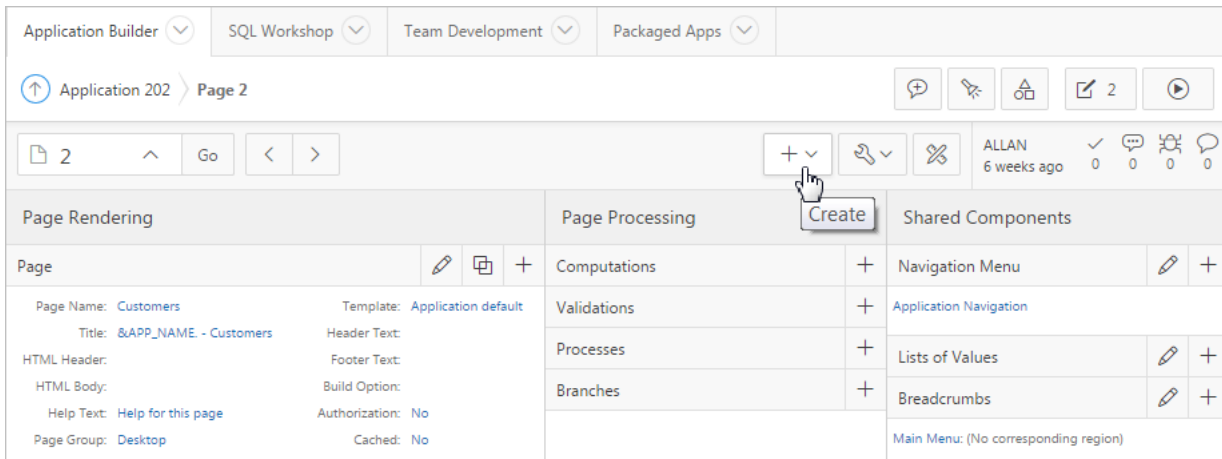 Application Builder SQL Workshop Team Development Packaged Apps
Application 202 Page 2 2
2 Go ALLAN
6 weeks ago 0 0 0 0
Create
Page Rendering Page Processing Shared Components
Page Computations Navigation Menu
Page Name: Customers Template: Application default Validations Application Navigation
Title: &APP_NAME. - Customers Header Text:
HTML Header: Footer Text: Processes Lists of Values
HTML Body: Build Option: Branches Breadcrumbs
Help Text: Help for this page Authorization: No
Page Group: Desktop Cached: No Main Menu: (No corresponding region)